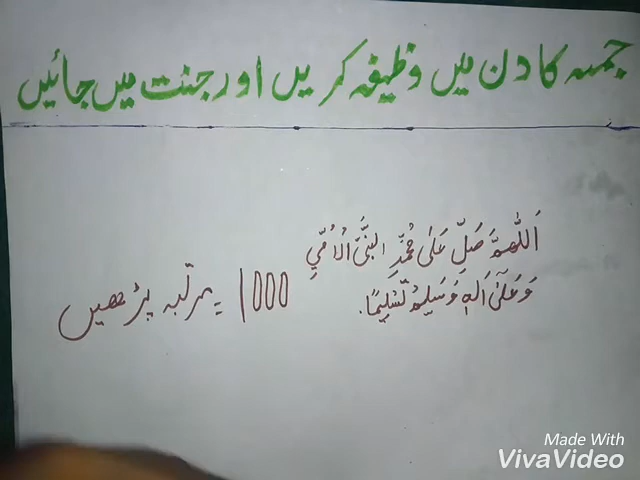 جمعہ کا دن میں وظیفہ کریں اور جنت میں جائیں
اَللّٰھُمَّ صَلِّ عَلٰی مُحَمَّدِ النَّبِیِّ الْاُمِّیِ
وَعَلٰٓی اَلِہٖ وَسَلِّمُ تَسْلِیْمًا.
1000 مرتبہ پڑھیں
Made With
VivaVideo